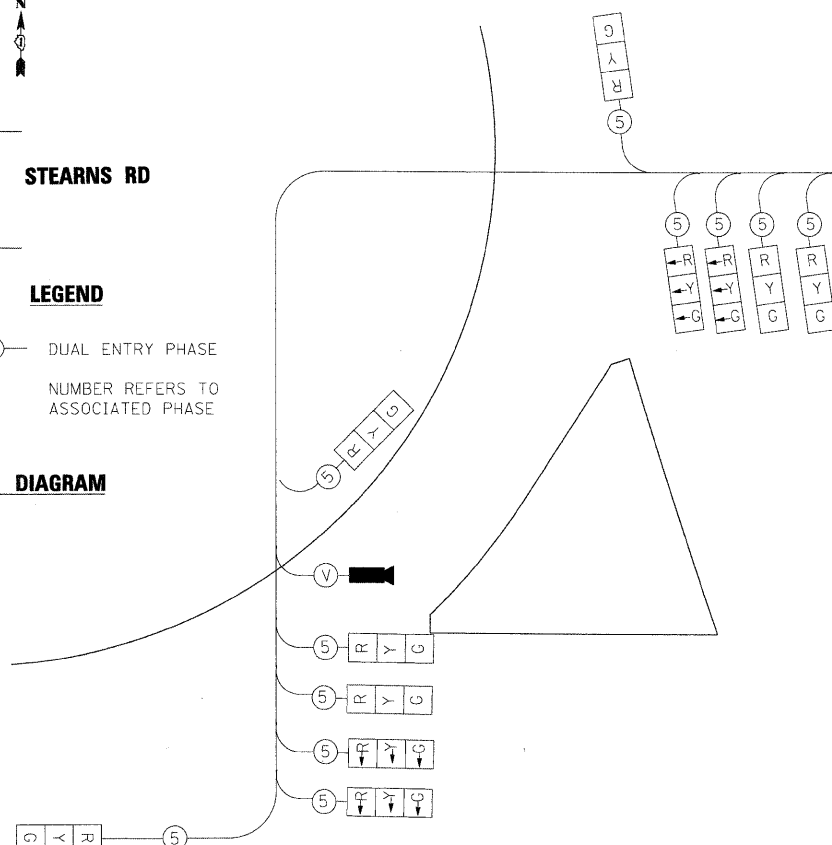 N
G
Y
R
5
STEARNS RD
5 5 5 5
R R R R
Y Y Y Y
G G G G
LEGEND
DUAL ENTRY PHASE
NUMBER REFERS TO
ASSOCIATED PHASE
5 R Y G
DIAGRAM
V
5 R Y G
5 R Y G
5 R Y G
5 R Y G
G Y R 5